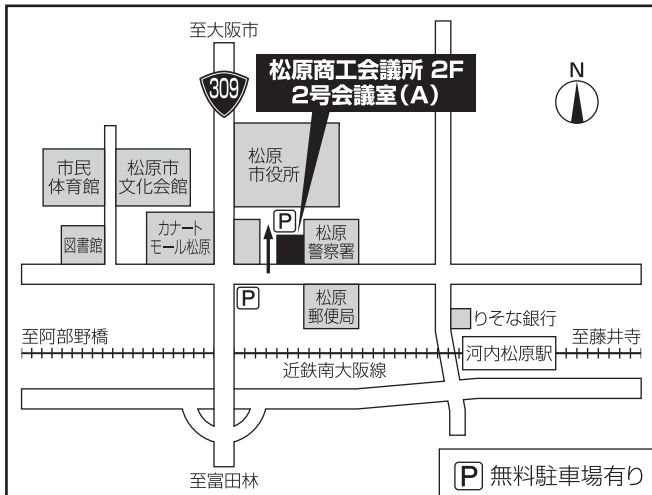 至大阪市
309
松原商工会議所 2F
2号会議室(A)
N
市民
体育館
松原市
文化会館
松原
市役所
P
図書館
カナート
モール松原
松原
警察署
P
松原
郵便局
りそな銀行
至阿部野橋
至藤井寺
河内松原駅
近鉄南大阪線
至富田林
P 無料駐車場有り